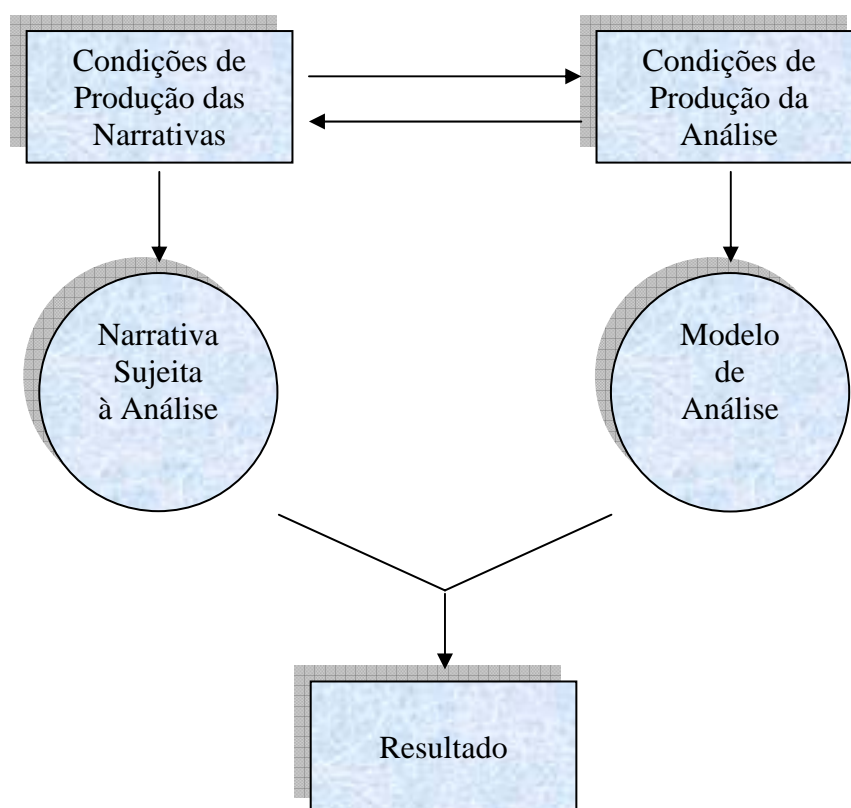 Condições de
Produção das
Narrativas
Condições de
Produção da
Análise
Narrativa
Sujeita
à Análise
Modelo
de
Análise
Resultado